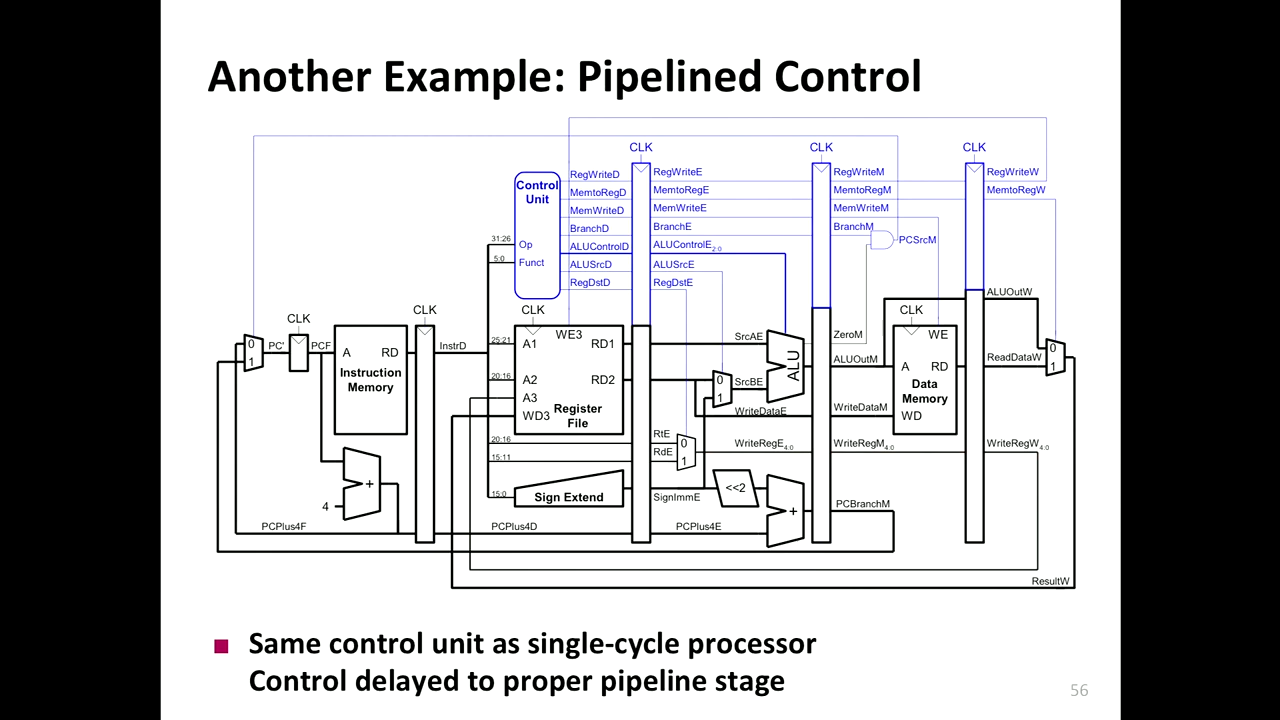 Another Example: Pipelined Control
CLK CLK CLK
Control
Unit
RegWriteD RegWriteE RegWriteM RegWriteW
MemtoRegD MemtoRegE MemtoRegM MemtoRegW
MemWriteD MemWriteE MemWriteM
BranchD BranchE BranchM
PCSrcM
31:26 Op
ALUControlD ALUControlE2:0
5:0 Funct
ALUSrcD ALUSrcE
RegDstD RegDstE
ALUOutW
CLK CLK CLK CLK
WE3 WE
0 1 PC' PCF A RD InstrD 25:21 A1 RD1 SrcAE ALU ZeroM 0 1
Instruction
Memory
ALUOutM A RD ReadDataW
20:16 A2 RD2 0 1 SrcBE
Data
Memory
A3
WD3 WriteDataE WriteDataM WD
Register
File
20:16 RtE 0
15:11 RdE 1 WriteRegE4:0 WriteRegM4:0 WriteRegW4:0
+ <<2
15:0 Sign Extend SignImmE
4 + PCBranchM
PCPlus4F PCPlus4D PCPlus4E
ResultW
Same control unit as single-cycle processor
Control delayed to proper pipeline stage
56